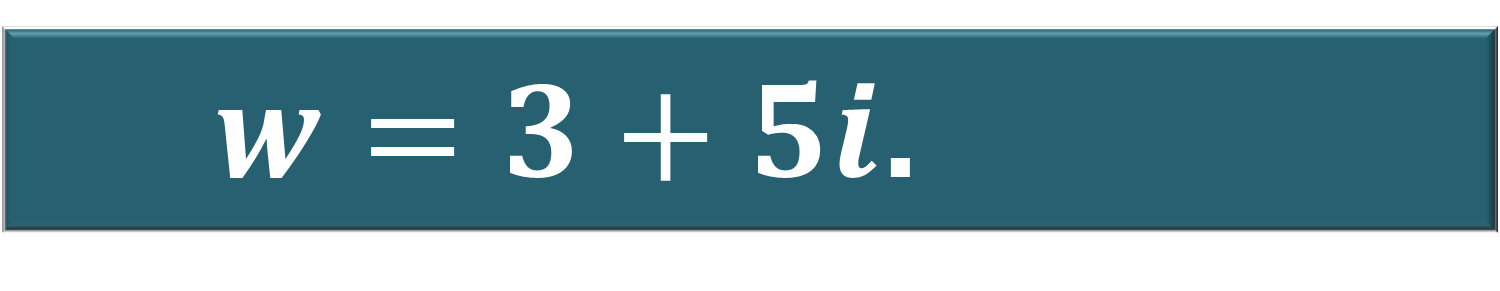 w = 3 + 5i.